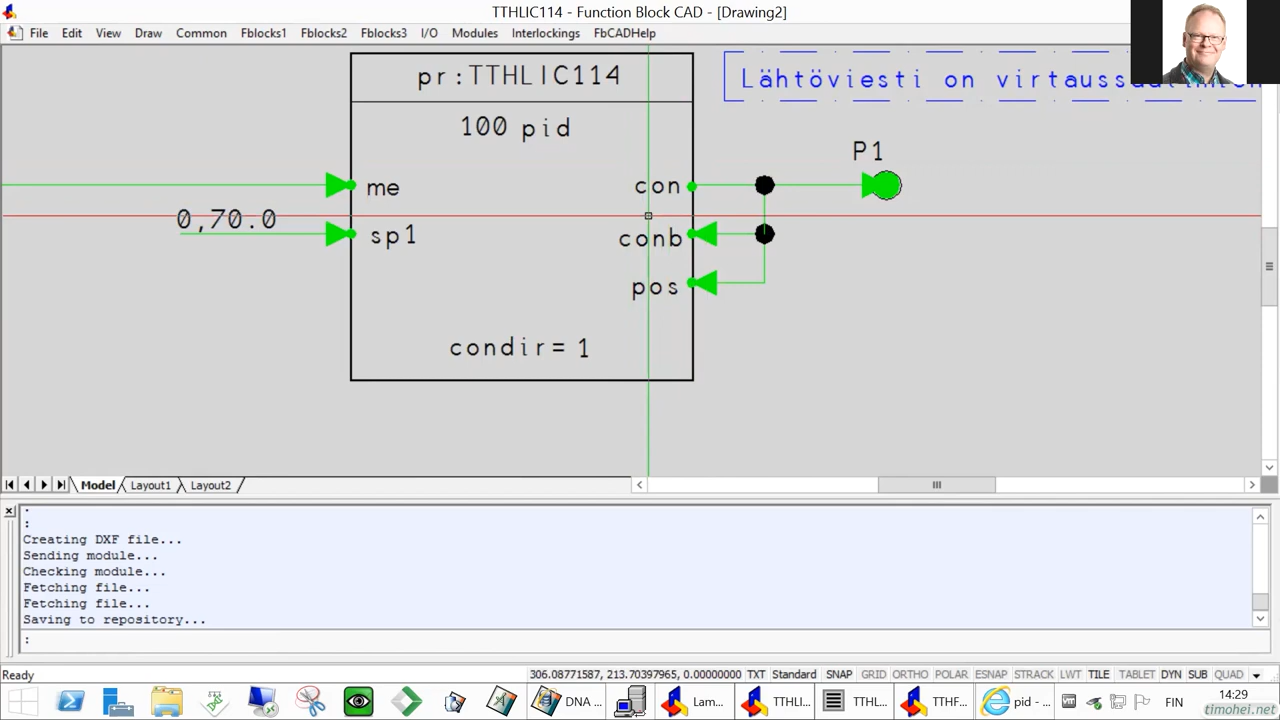 TTHLIC114 - Function Block CAD - [Drawing2]
File Edit View Draw Common Fblocks1 Fblocks2 Fblocks3 I/O Modules Interlockings FbCADHelp
pr:TTHLIC114
Lähtöviesti on
100 pid
P1
me
con
0,70.0
sp1
conb
pos
condir= 1
Model Layout1 Layout2
:
Creating DXF file...
Sending module...
Checking module...
Fetching file...
Fetching file...
Saving to repository...
:
Ready
306.08771587, 213.70397965, 0.00000000 TXT Standard SNAP GRID ORTHO POLAR ESNAP STRACK LWT TILE TABLET DYN SUB QUAD
DNA ... Lam... TTHLI... TTHL... TTHF... pid - ... FIN 14:29
timohei.net